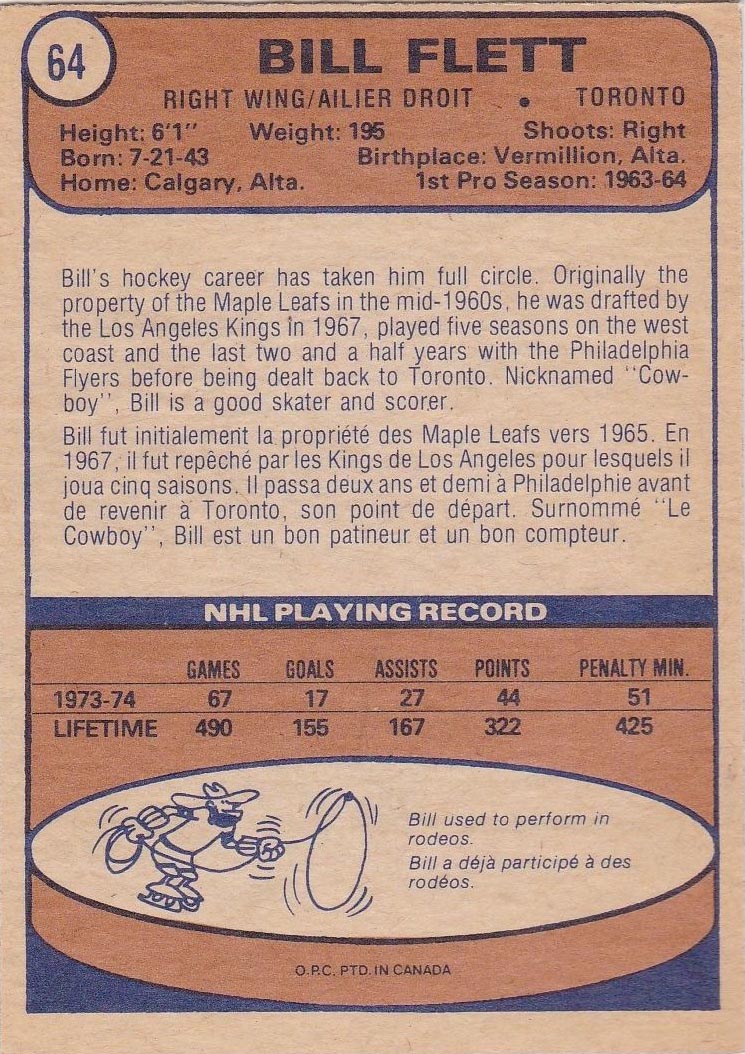 64
BILL FLETT
RIGHT WING/AILIER DROIT • TORONTO
Height: 6'1" Weight: 195 Shoots: Right
Born: 7-21-43 Birthplace: Vermillion, Alta.
Home: Calgary, Alta. 1st Pro Season: 1963-64
Bill's hockey career has taken him full circle. Originally the
property of the Maple Leafs in the mid-1960s, he was drafted by
the Los Angeles Kings in 1967, played five seasons on the west
coast and the last two and a half years with the Philadelphia
Flyers before being dealt back to Toronto. Nicknamed "Cow-
boy", Bill is a good skater and scorer.
Bill fut initialement la propriété des Maple Leafs vers 1965. En
1967, il fut repêché par les Kings de Los Angeles pour lesquels il
joua cinq saisons. Il passa deux ans et demi à Philadelphie avant
de revenir à Toronto, son point de départ. Surnommé "Le
Cowboy", Bill est un bon patineur et un bon compteur.
NHL PLAYING RECORD
GAMES GOALS ASSISTS POINTS PENALTY MIN.
1973-74 67 17 27 44 51
LIFETIME 490 155 167 322 425
Bill used to perform in
rodeos.
Bill a déjà participé à des
rodéos.
O.P.C. PTD. IN CANADA